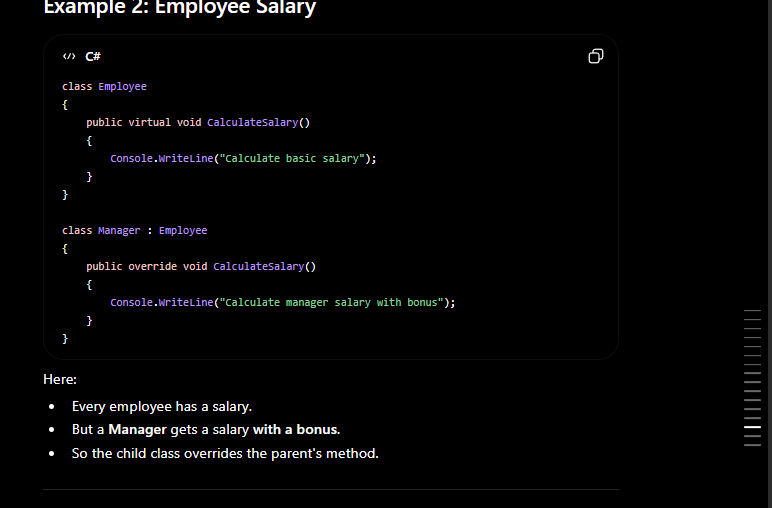 Example 2: Employee Salary
C#
class Employee
{
    public virtual void CalculateSalary()
    {
        Console.WriteLine("Calculate basic salary");
    }
}
class Manager : Employee
{
    public override void CalculateSalary()
    {
        Console.WriteLine("Calculate manager salary with bonus");
    }
}
Here:
• Every employee has a salary.
• But a Manager gets a salary with a bonus.
• So the child class overrides the parent's method.